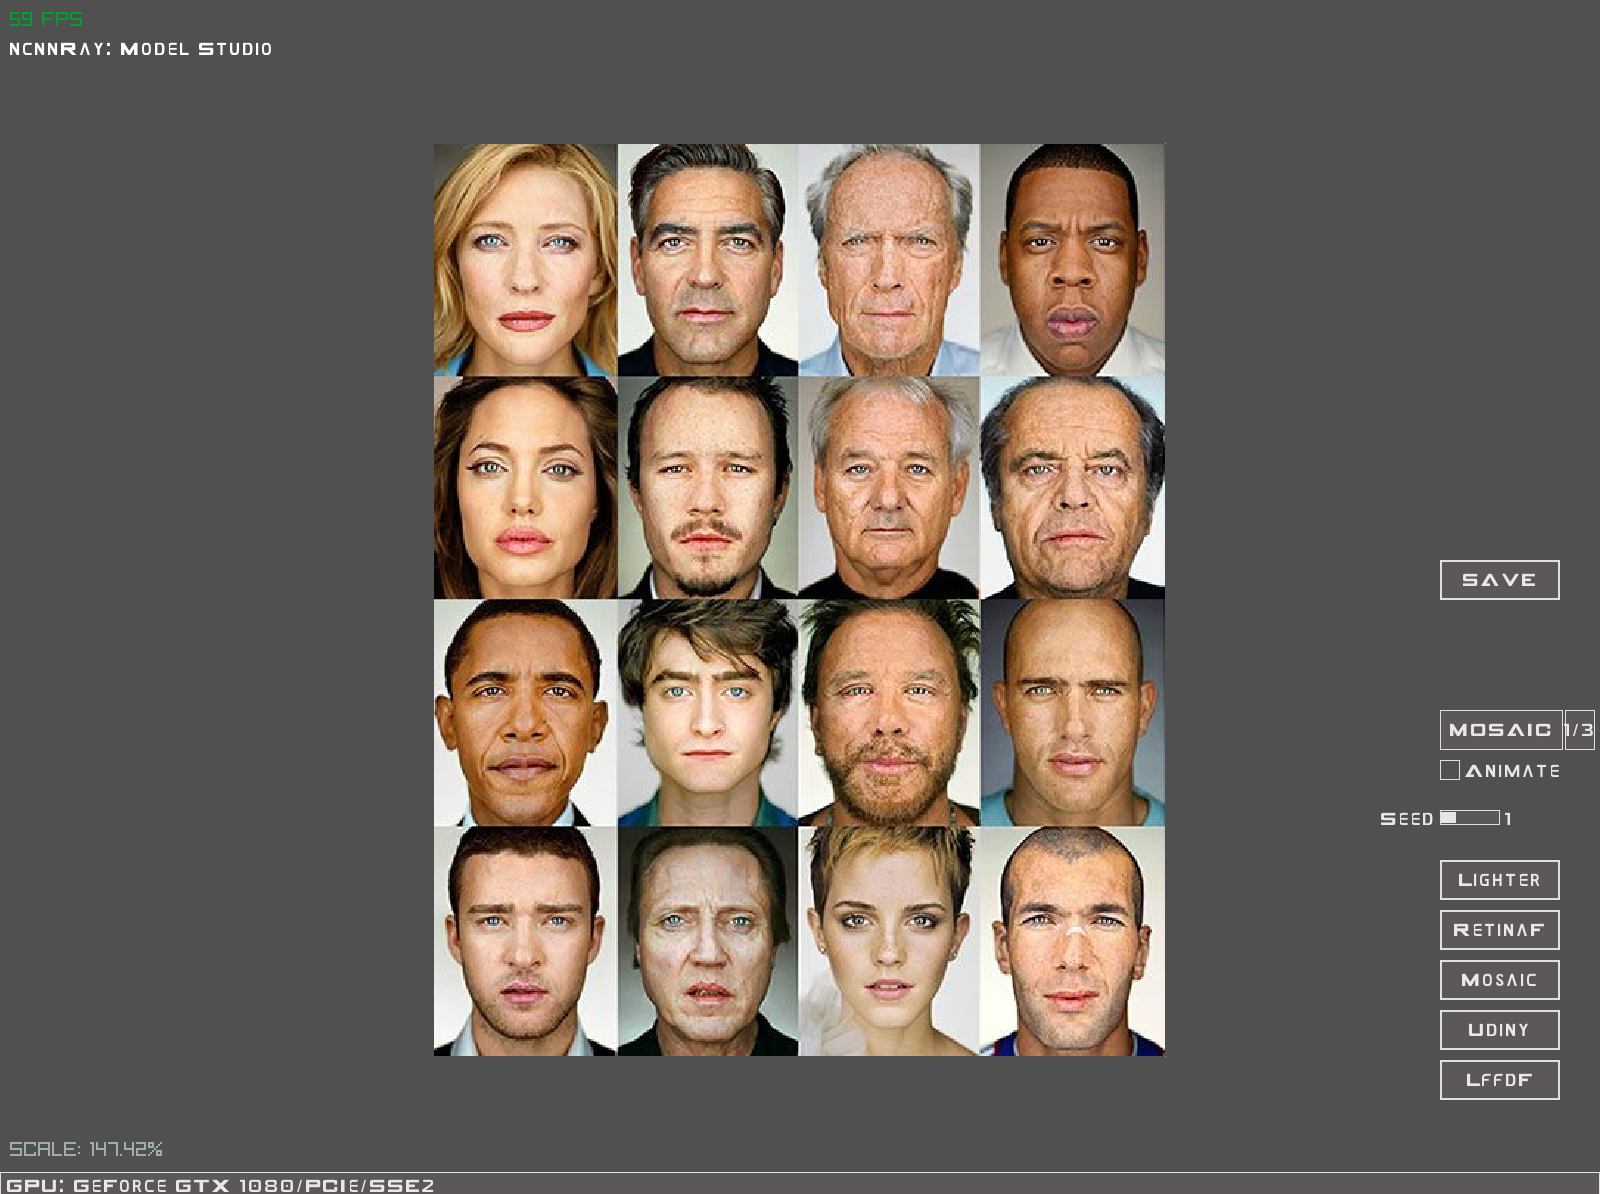 59 FPS
ncnnRay: Model Studio
SAVE
MOSAIC 1/3
Animate
Seed 1
Lighter
RetinaF
Mosaic
Udiny
LffdF
SCALE: 147.42%
GPU: GeForce GTX 1080/PCIe/SSE2